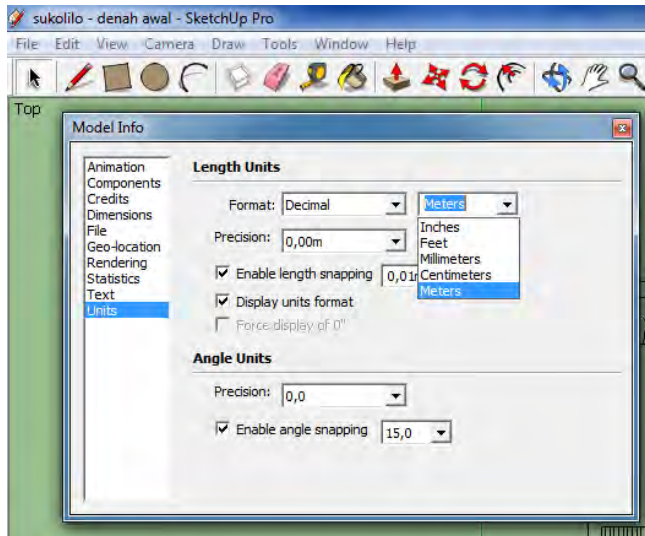 sukolilo - denah awal - SketchUp Pro
File Edit View Camera Draw Tools Window Help
Top
Model Info
Animation
Components
Credits
Dimensions
File
Geo-location
Rendering
Statistics
Text
Units
Length Units
Format: Decimal Meters
Inches
Feet
Millimeters
Centimeters
Meters
Precision: 0,00m
Enable length snapping 0,01
Display units format
Force display of 0"
Angle Units
Precision: 0,0
Enable angle snapping 15,0